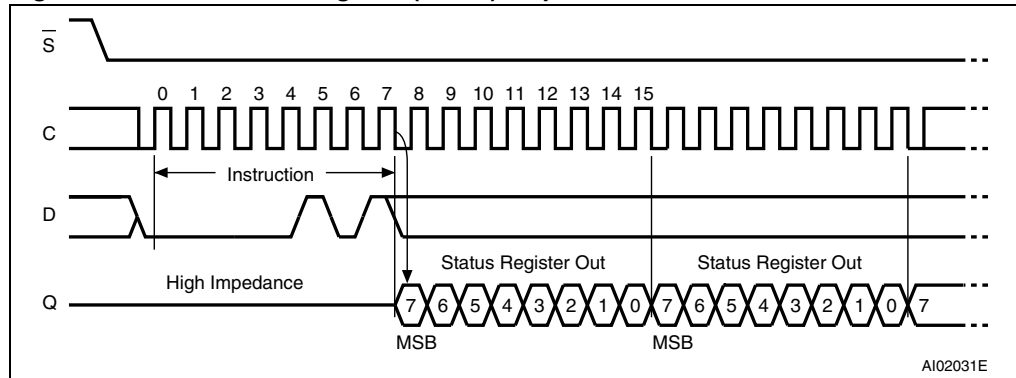 S
0 1 2 3 4 5 6 7 8 9 10 11 12 13 14 15
C
Instruction
D
Status Register Out Status Register Out
High Impedance
Q 7 6 5 4 3 2 1 0 7 6 5 4 3 2 1 0 7
MSB MSB
AI02031E